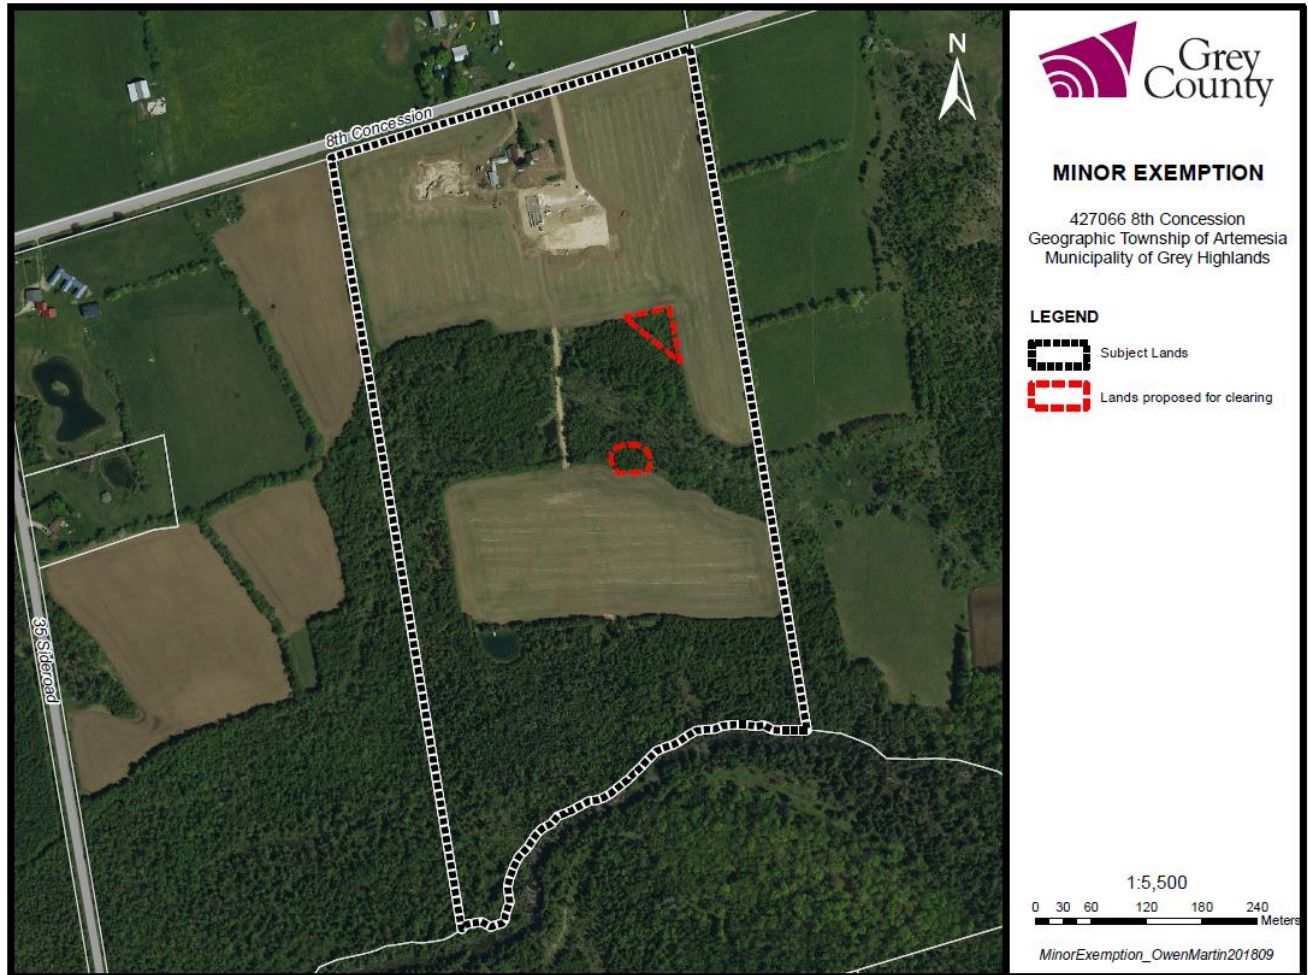 8th Concession
35 Sideroad
N
Grey
County
MINOR EXEMPTION
427066 8th Concession
Geographic Township of Artemesia
Municipality of Grey Highlands
LEGEND
Subject Lands
Lands proposed for clearing
1:5,500
0 30 60 120 180 240
Meters
MinorExemption_OwenMartin201809